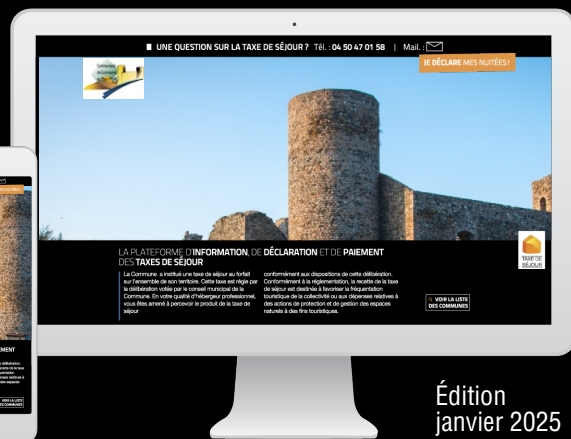 UNE QUESTION SUR LA TAXE DE SÉJOUR ? Tél. : 04 50 47 01 58 | Mail. :
JE DÉCLARE MES NUITÉES !
LA PLATEFORME D'INFORMATION, DE DÉCLARATION ET DE PAIEMENT
DES TAXES DE SÉJOUR
La Commune a institué une taxe de séjour au forfait
sur l'ensemble de son territoire. Cette taxe est régie par
la délibération votée par le conseil municipal de la
Commune. En votre qualité d'hébergeur professionnel,
vous êtes amené à percevoir le produit de la taxe de
séjour
conformément aux dispositions de cette délibération.
Conformément à la réglementation, la recette de la taxe
de séjour est destinée à favoriser la fréquentation
touristique de la collectivité ou aux dépenses relatives à
des actions de protection et de gestion des espaces
naturels à des fins touristiques.
TAXE DE
SÉJOUR
VOIR LA LISTE
DES COMMUNES
Édition
janvier 2025